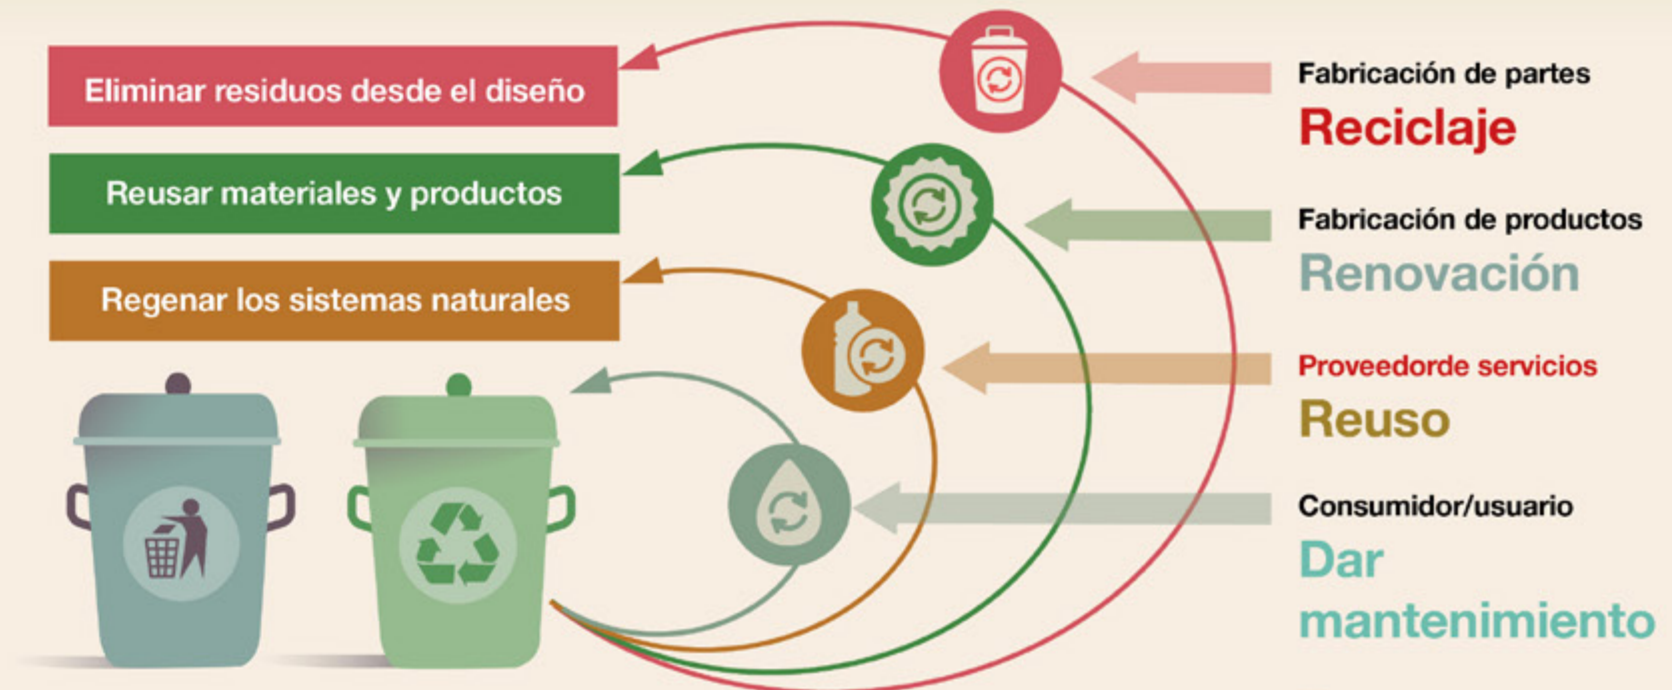 Eliminar residuos desde el diseño
Reusar materiales y productos
Regenar los sistemas naturales
Fabricación de partes
Reciclaje
Fabricación de productos
Renovación
Proveedorde servicios
Reuso
Consumidor/usuario
Dar
mantenimiento